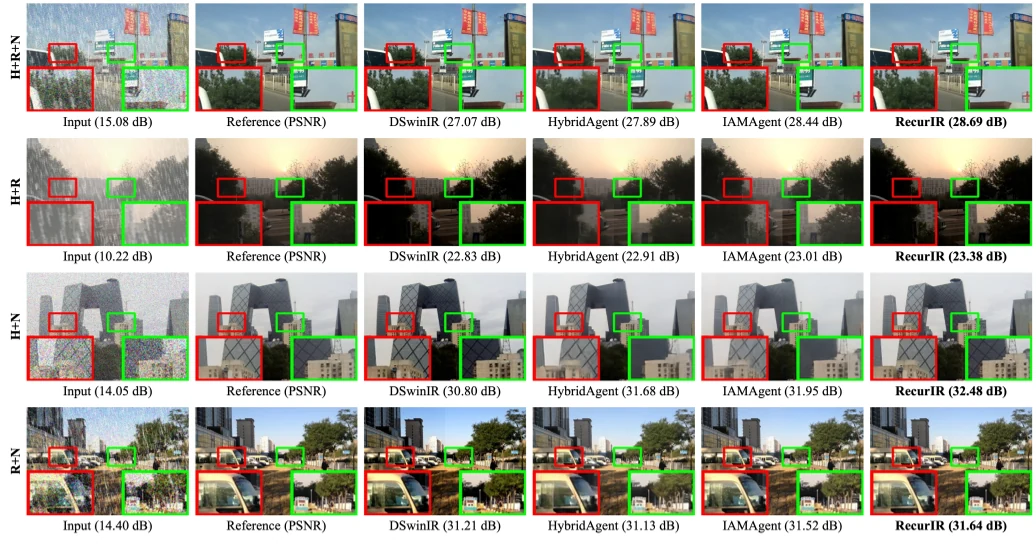 H+R+N
Input (15.08 dB) Reference (PSNR) DSwinIR (27.07 dB) HybridAgent (27.89 dB) IAMAgent (28.44 dB) RecurIR (28.69 dB)
H+R
Input (10.22 dB) Reference (PSNR) DSwinIR (22.83 dB) HybridAgent (22.91 dB) IAMAgent (23.01 dB) RecurIR (23.38 dB)
H+N
Input (14.05 dB) Reference (PSNR) DSwinIR (30.80 dB) HybridAgent (31.68 dB) IAMAgent (31.95 dB) RecurIR (32.48 dB)
R+N
Input (14.40 dB) Reference (PSNR) DSwinIR (31.21 dB) HybridAgent (31.13 dB) IAMAgent (31.52 dB) RecurIR (31.64 dB)